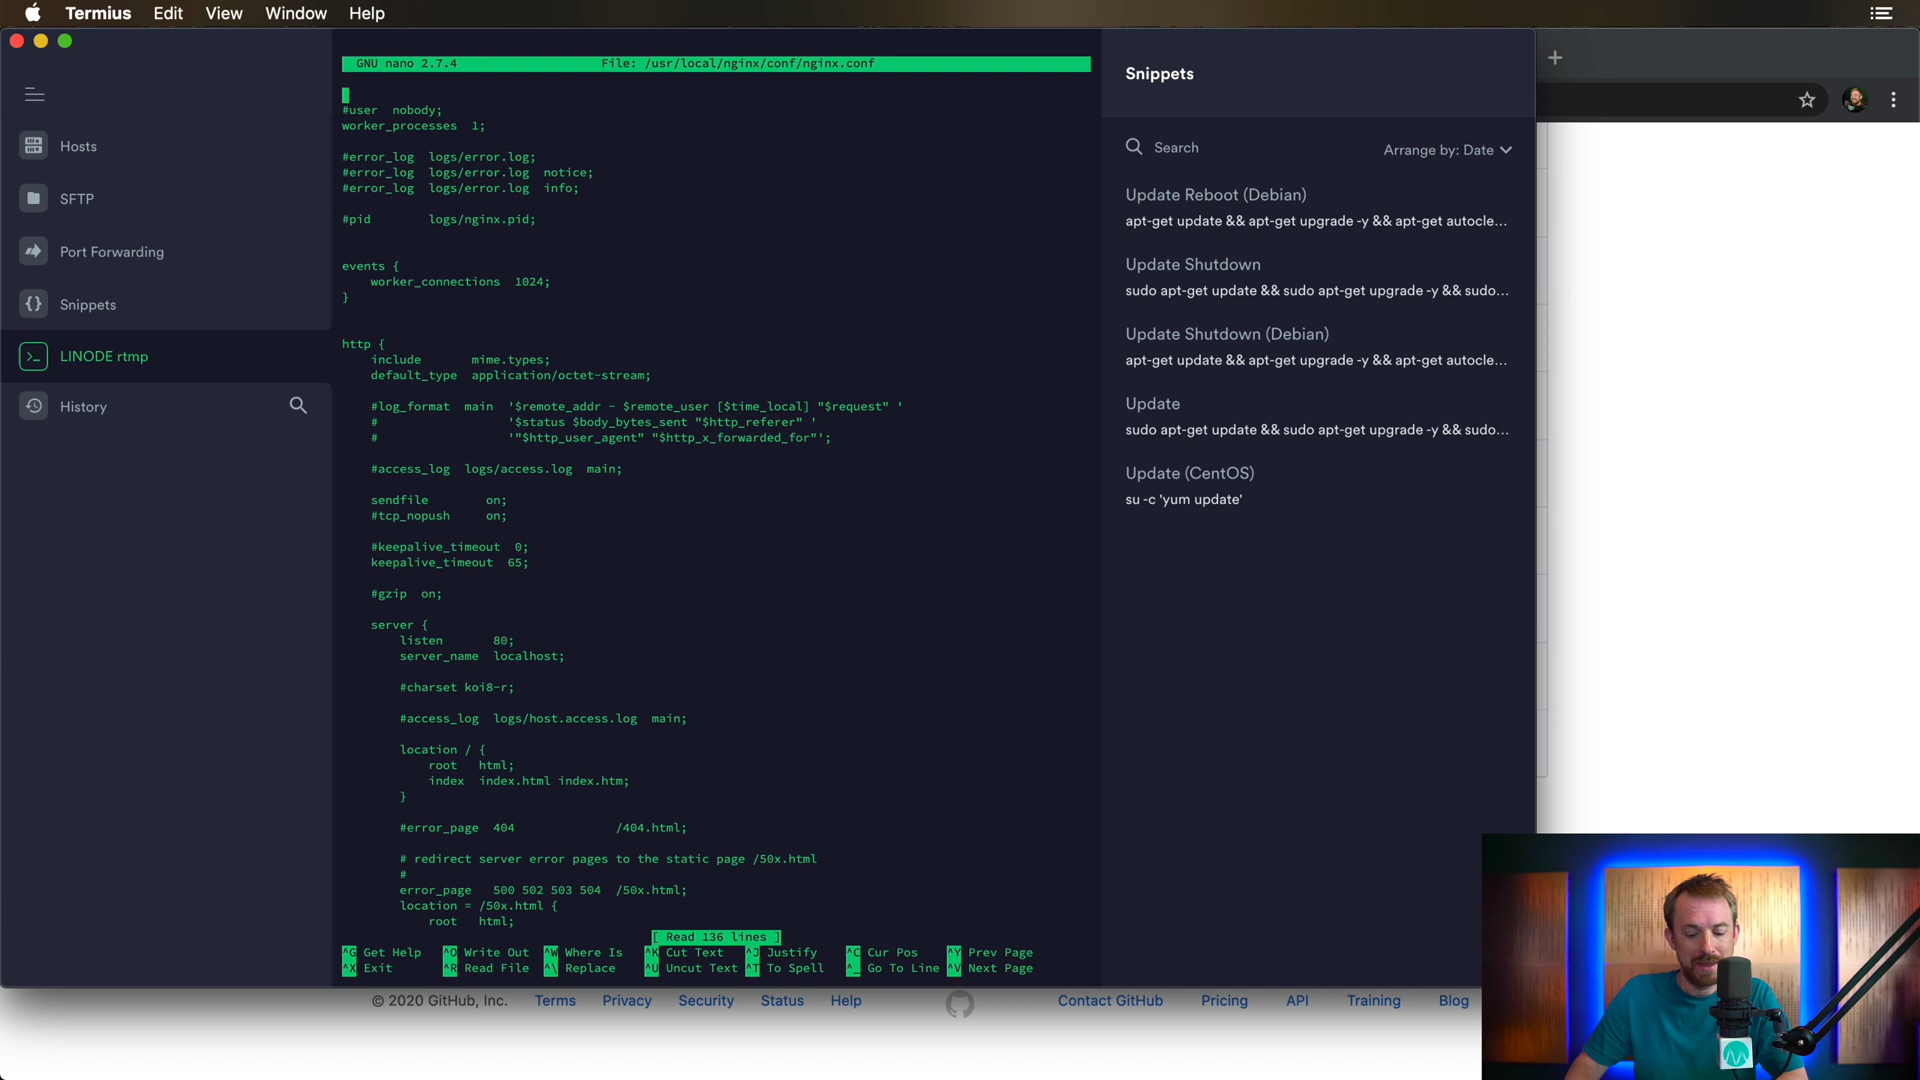 Termius Edit View Window Help
GNU nano 2.7.4 File: /usr/local/nginx/conf/nginx.conf
#user nobody;
worker_processes 1;
#error_log logs/error.log;
#error_log logs/error.log notice;
#error_log logs/error.log info;
#pid logs/nginx.pid;
events {
worker_connections 1024;
}
http {
include mime.types;
default_type application/octet-stream;
#log_format main '$remote_addr - $remote_user [$time_local] "$request" '
# '$status $body_bytes_sent "$http_referer" '
# '"$http_user_agent" "$http_x_forwarded_for"';
#access_log logs/access.log main;
sendfile on;
#tcp_nopush on;
#keepalive_timeout 0;
keepalive_timeout 65;
#gzip on;
server {
listen 80;
server_name localhost;
#charset koi8-r;
#access_log logs/host.access.log main;
location / {
root html;
index index.html index.htm;
}
#error_page 404 /404.html;
# redirect server error pages to the static page /50x.html
#
error_page 500 502 503 504 /50x.html;
location = /50x.html {
root html;
[ Read 136 lines ]
^G Get Help ^O Write Out ^W Where Is ^K Cut Text ^J Justify ^C Cur Pos ^Y Prev Page
^X Exit ^R Read File ^\ Replace ^U Uncut Text ^T To Spell ^_ Go To Line ^V Next Page
Hosts
SFTP
Port Forwarding
Snippets
LINODE rtmp
History
Snippets
Search Arrange by: Date
Update Reboot (Debian)
apt-get update && apt-get upgrade -y && apt-get autocle...
Update Shutdown
sudo apt-get update && sudo apt-get upgrade -y && sudo...
Update Shutdown (Debian)
apt-get update && apt-get upgrade -y && apt-get autocle...
Update
sudo apt-get update && sudo apt-get upgrade -y && sudo...
Update (CentOS)
su -c 'yum update'
© 2020 GitHub, Inc. Terms Privacy Security Status Help Contact GitHub Pricing API Training Blog